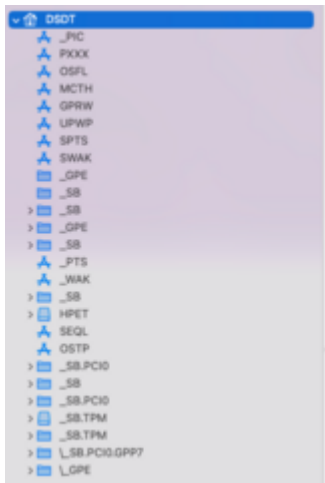 DSDT
_PIC
PXXX
OSFL
MCTH
GPRW
UPWP
SPTS
SWAK
_GPE
_SB
_SB
_GPE
_SB
_PTS
_WAK
_SB
HPET
SEQL
OSTP
_SB.PCI0
_SB
_SB.PCI0
_SB.TPM
_SB.TPM
\_SB.PCI0.GPP7
\_GPE